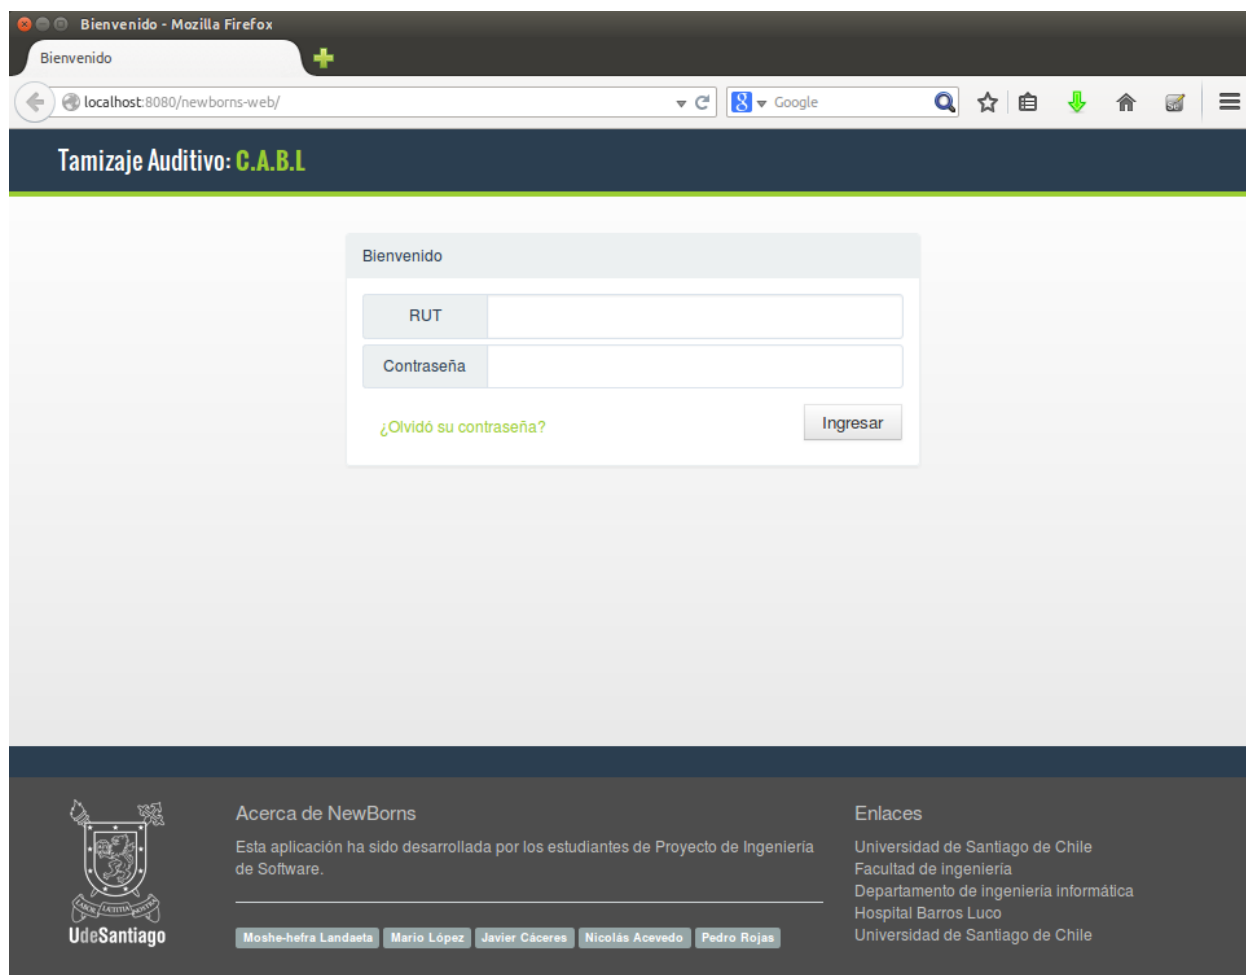 Bienvenido - Mozilla Firefox
Bienvenido
localhost:8080/newborns-web/
Google
Tamizaje Auditivo: C.A.B.L
Bienvenido
RUT
Contraseña
¿Olvidó su contraseña?
Ingresar
Acerca de NewBorns
Esta aplicación ha sido desarrollada por los estudiantes de Proyecto de Ingeniería
de Software.
Moshe-hefra Landaeta
Mario López
Javier Cáceres
Nicolás Acevedo
Pedro Rojas
Enlaces
Universidad de Santiago de Chile
Facultad de ingeniería
Departamento de ingeniería informática
Hospital Barros Luco
Universidad de Santiago de Chile
LABOR LÆTITIA NOSTRA
UdeSantiago